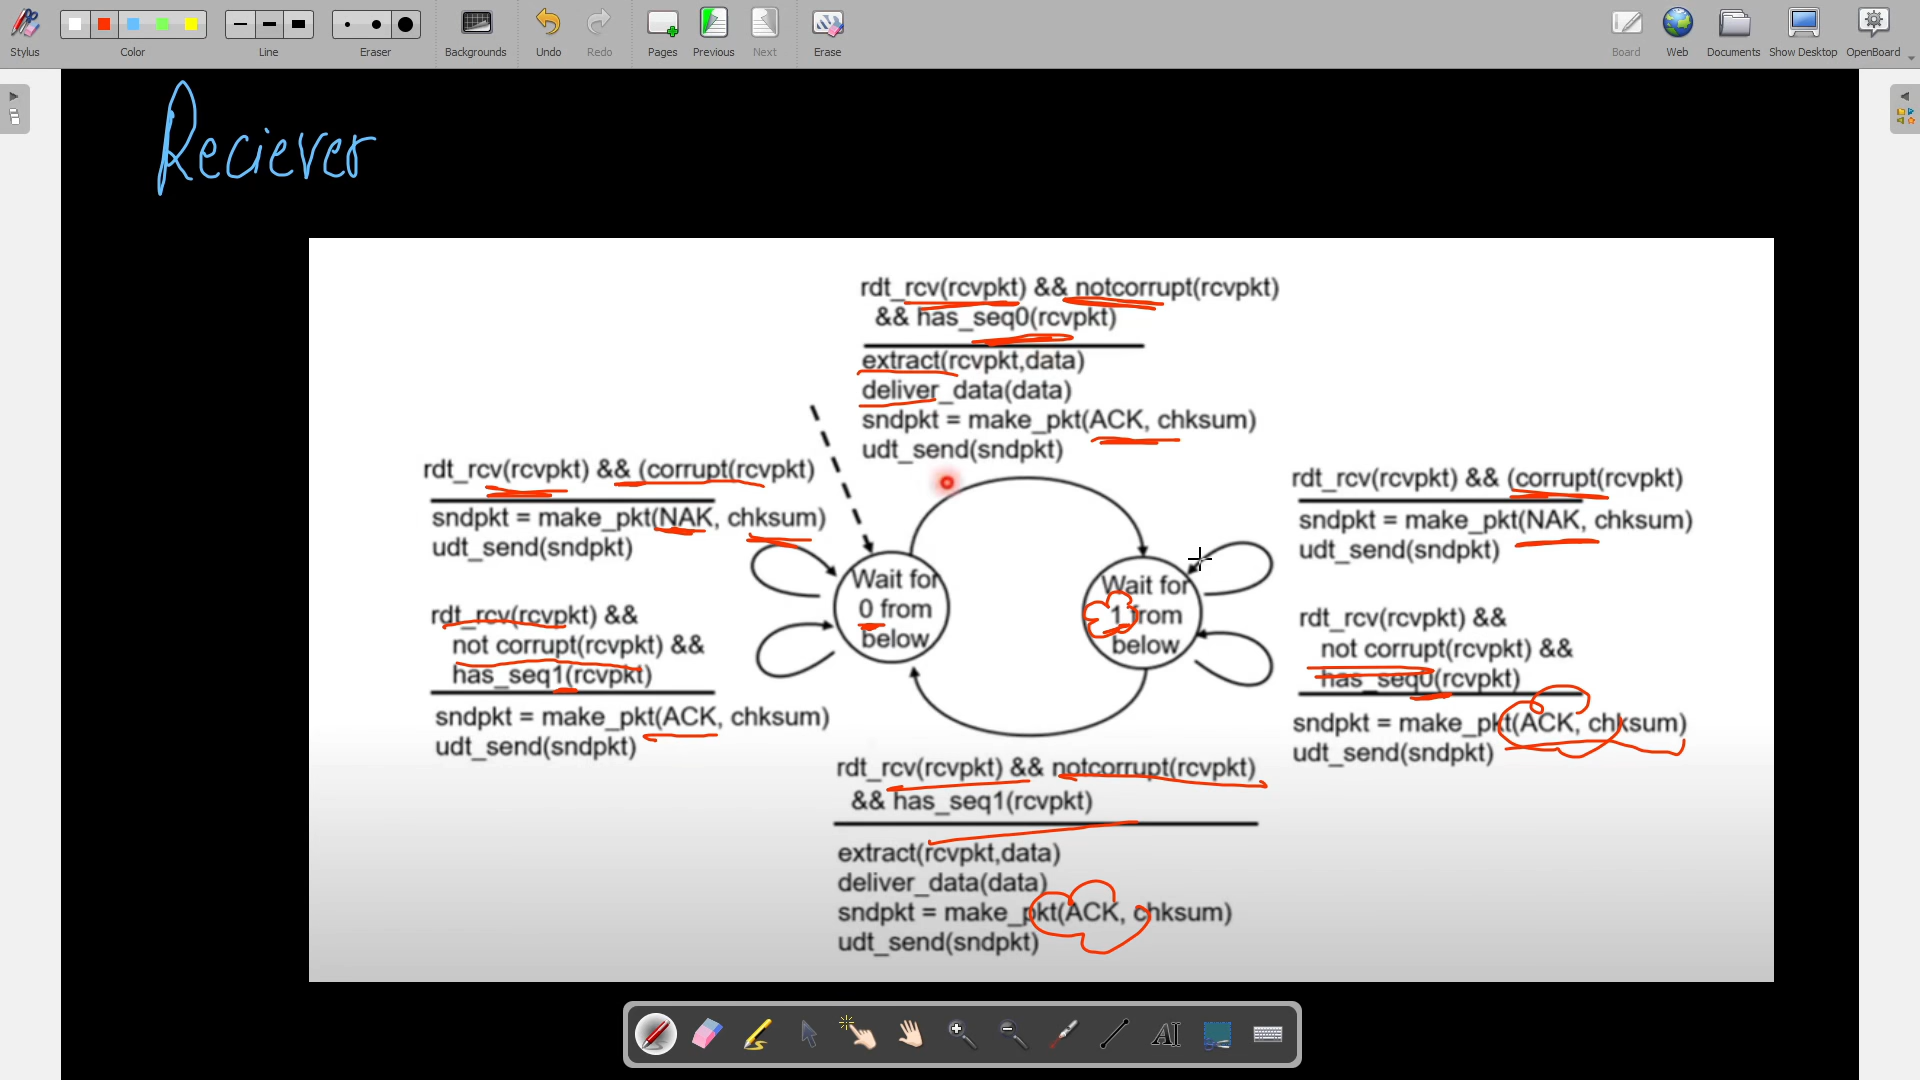 Stylus
Color
Line
Eraser
Backgrounds
Undo
Redo
Pages
Previous
Next
Erase
Board
Web
Documents
Show Desktop
OpenBoard
Reciever
rdt_rcv(rcvpkt) && notcorrupt(rcvpkt)
&& has_seq0(rcvpkt)
extract(rcvpkt,data)
deliver_data(data)
sndpkt = make_pkt(ACK, chksum)
udt_send(sndpkt)
rdt_rcv(rcvpkt) && (corrupt(rcvpkt)
sndpkt = make_pkt(NAK, chksum)
udt_send(sndpkt)
rdt_rcv(rcvpkt) &&
not corrupt(rcvpkt) &&
has_seq1(rcvpkt)
sndpkt = make_pkt(ACK, chksum)
udt_send(sndpkt)
Wait for
0 from
below
Wait for
1 from
below
rdt_rcv(rcvpkt) && (corrupt(rcvpkt)
sndpkt = make_pkt(NAK, chksum)
udt_send(sndpkt)
rdt_rcv(rcvpkt) &&
not corrupt(rcvpkt) &&
has_seq0(rcvpkt)
sndpkt = make_pkt(ACK, chksum)
udt_send(sndpkt)
rdt_rcv(rcvpkt) && notcorrupt(rcvpkt)
&& has_seq1(rcvpkt)
extract(rcvpkt,data)
deliver_data(data)
sndpkt = make_pkt(ACK, chksum)
udt_send(sndpkt)